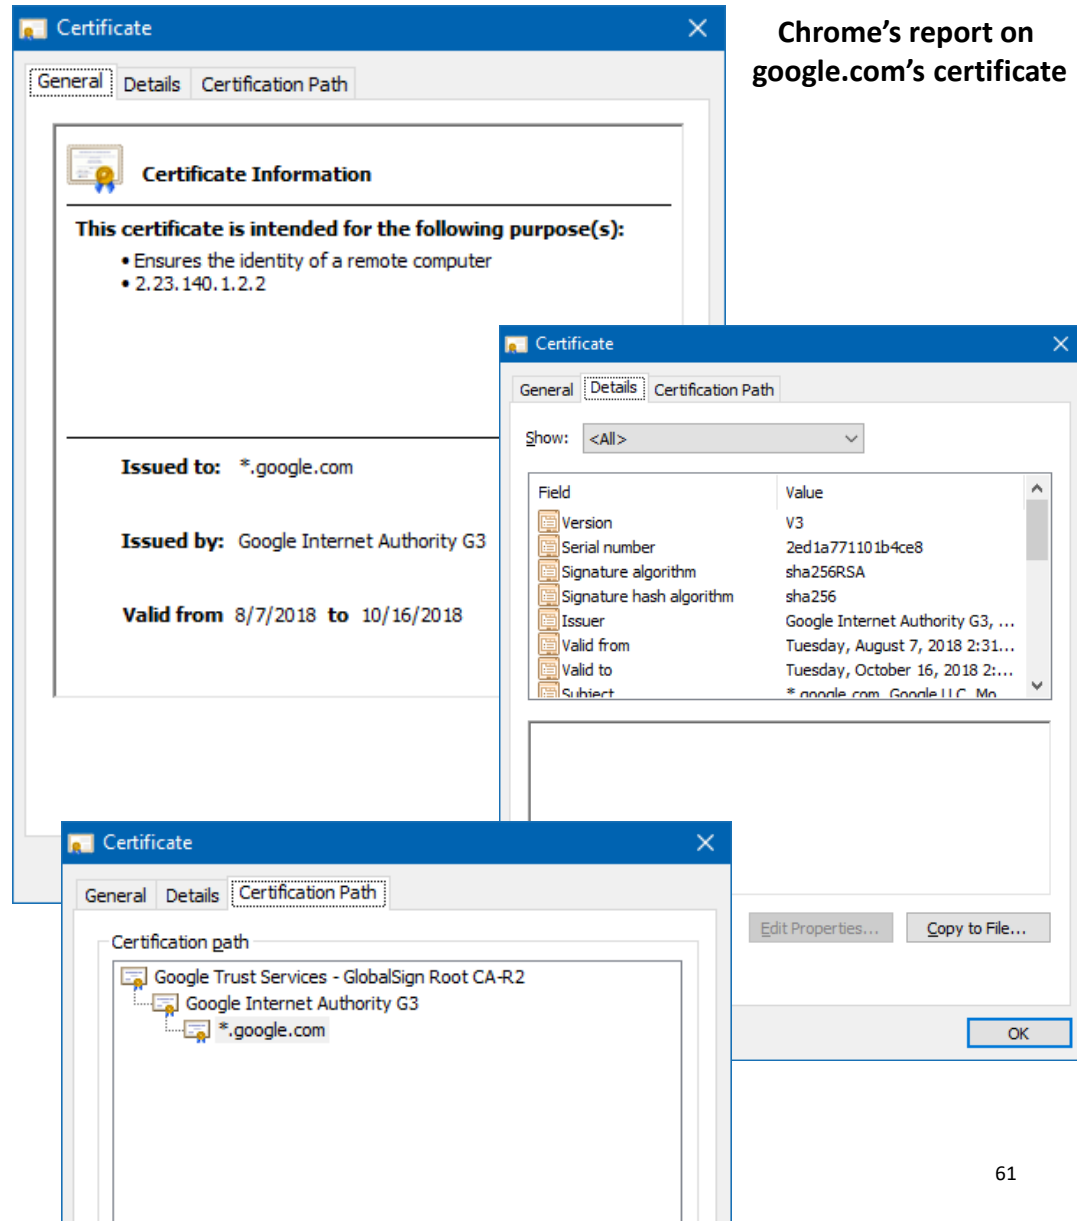 Chrome’s report on
google.com’s certificate
Certificate
General Details Certification Path
Certificate Information
This certificate is intended for the following purpose(s):
• Ensures the identity of a remote computer
• 2.23.140.1.2.2
Issued to: *.google.com
Issued by: Google Internet Authority G3
Valid from 8/7/2018 to 10/16/2018
Certificate
General Details Certification Path
Show: <All>
Field Value
Version V3
Serial number 2ed1a771101b4ce8
Signature algorithm sha256RSA
Signature hash algorithm sha256
Issuer Google Internet Authority G3, ...
Valid from Tuesday, August 7, 2018 2:31...
Valid to Tuesday, October 16, 2018 2:...
Subject *.google.com, Google LLC, Mo...
Edit Properties... Copy to File...
OK
Certificate
General Details Certification Path
Certification path
Google Trust Services - GlobalSign Root CA-R2
Google Internet Authority G3
*.google.com
61